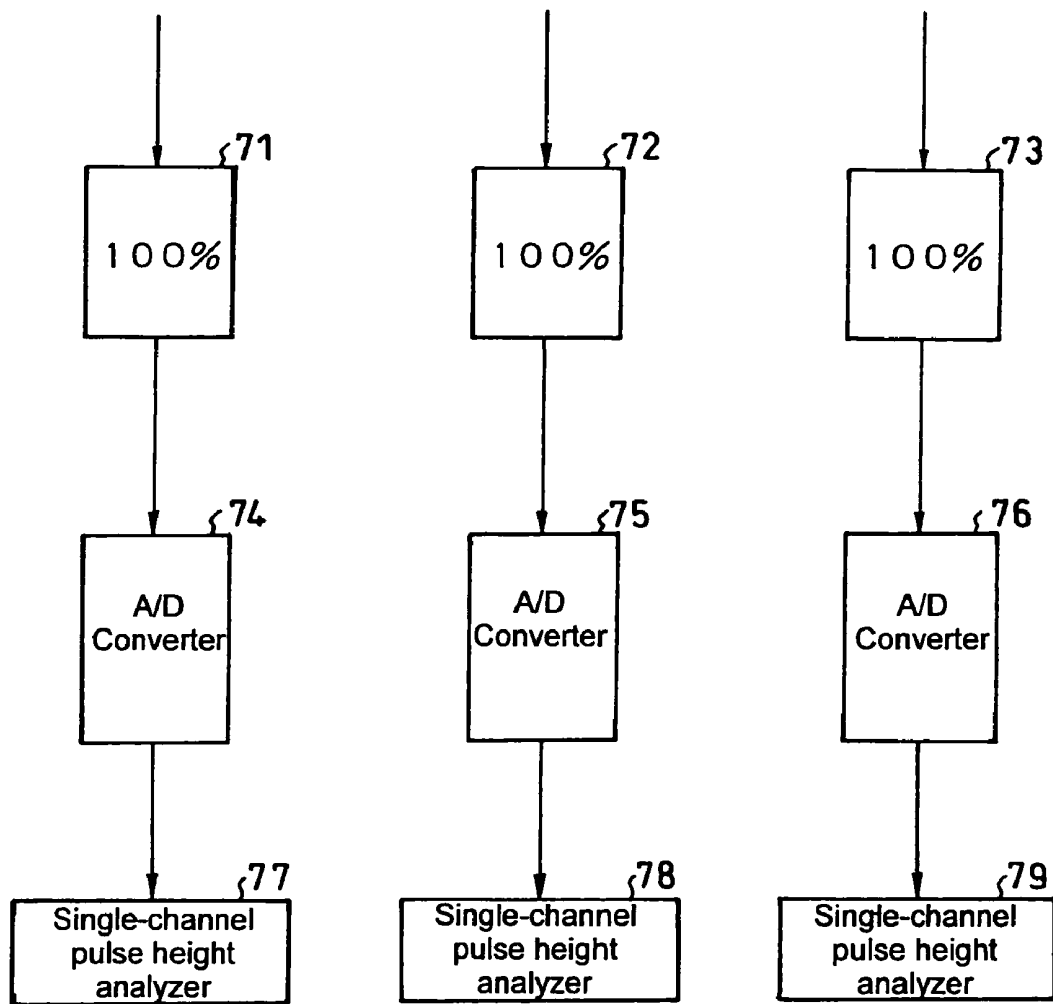 71
72
73
100%
100%
100%
74
75
76
A/D
Converter
A/D
Converter
A/D
Converter
77
78
79
Single-channel
pulse height
analyzer
Single-channel
pulse height
analyzer
Single-channel
pulse height
analyzer